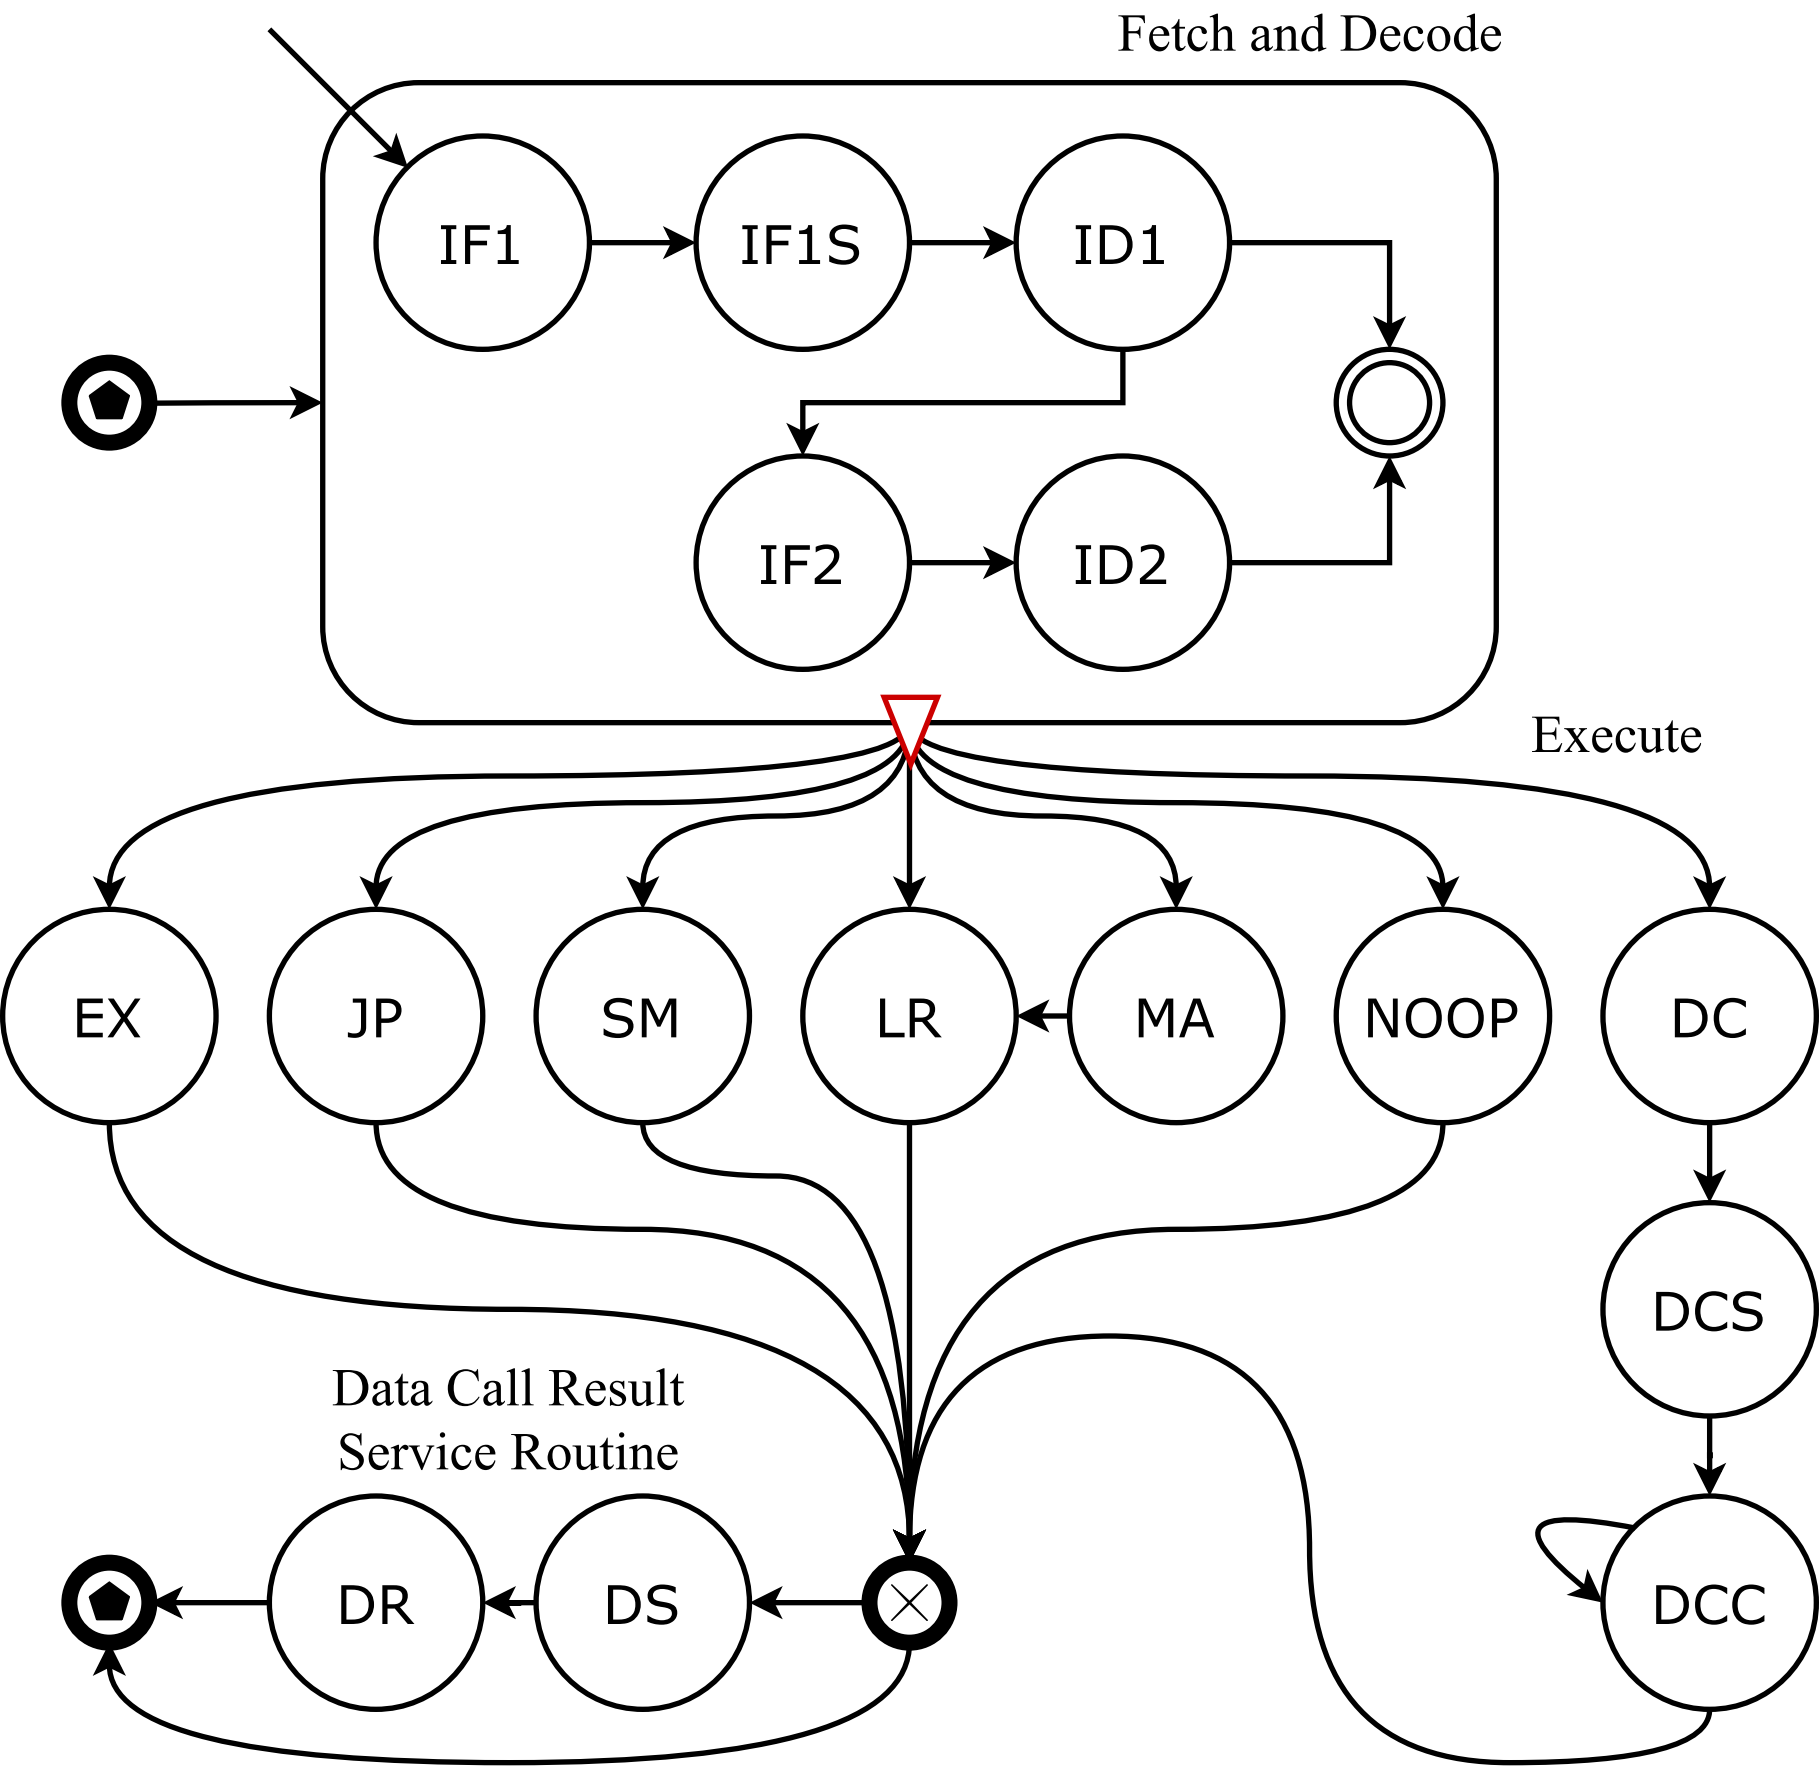 Fetch and Decode
IF1
IF1S
ID1
IF2
ID2
Execute
EX
JP
SM
LR
MA
NOOP
DC
DCS
Data Call Result
Service Routine
DR
DS
DCC